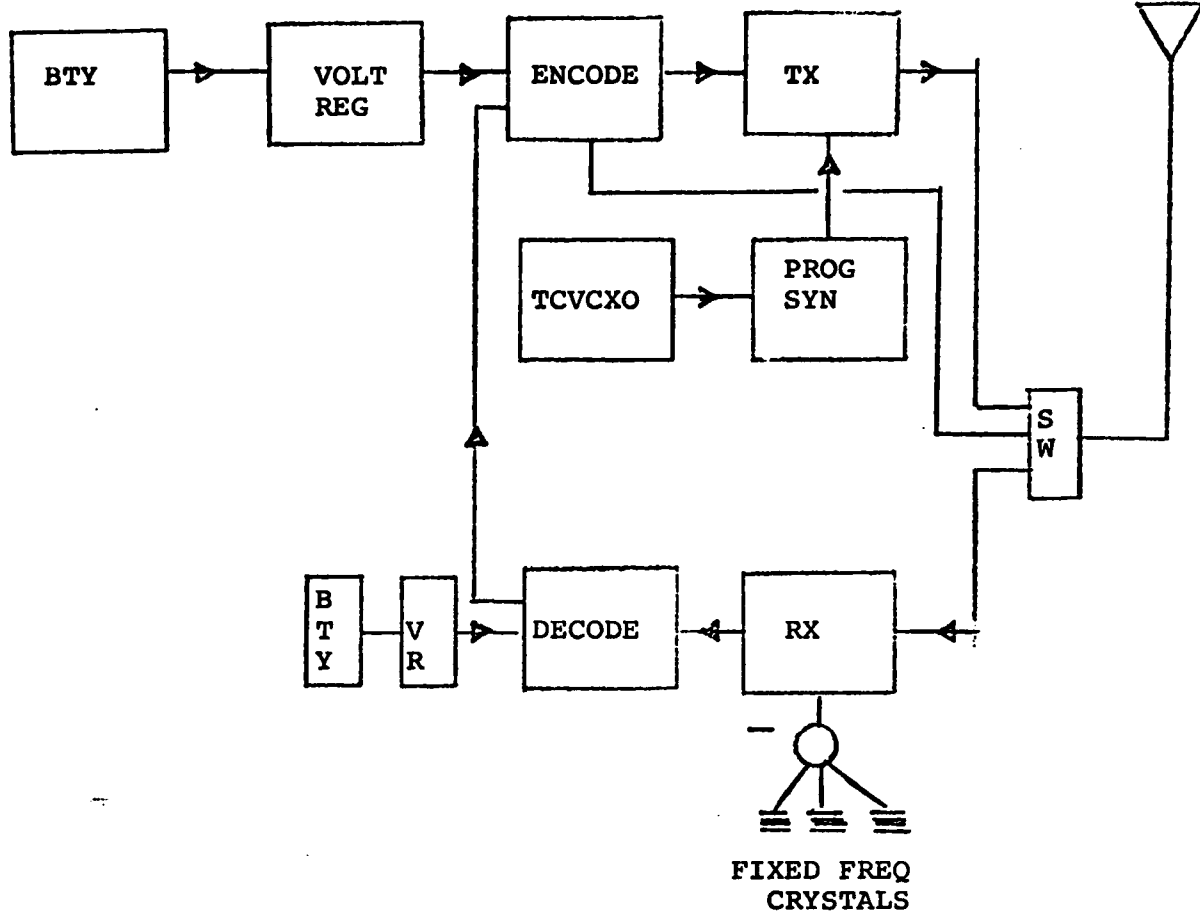 BTY
VOLT
REG
ENCODE
TX
TCVCXO
PROG
SYN
S
W
B
T
Y
V
R
DECODE
RX
FIXED FREQ
CRYSTALS